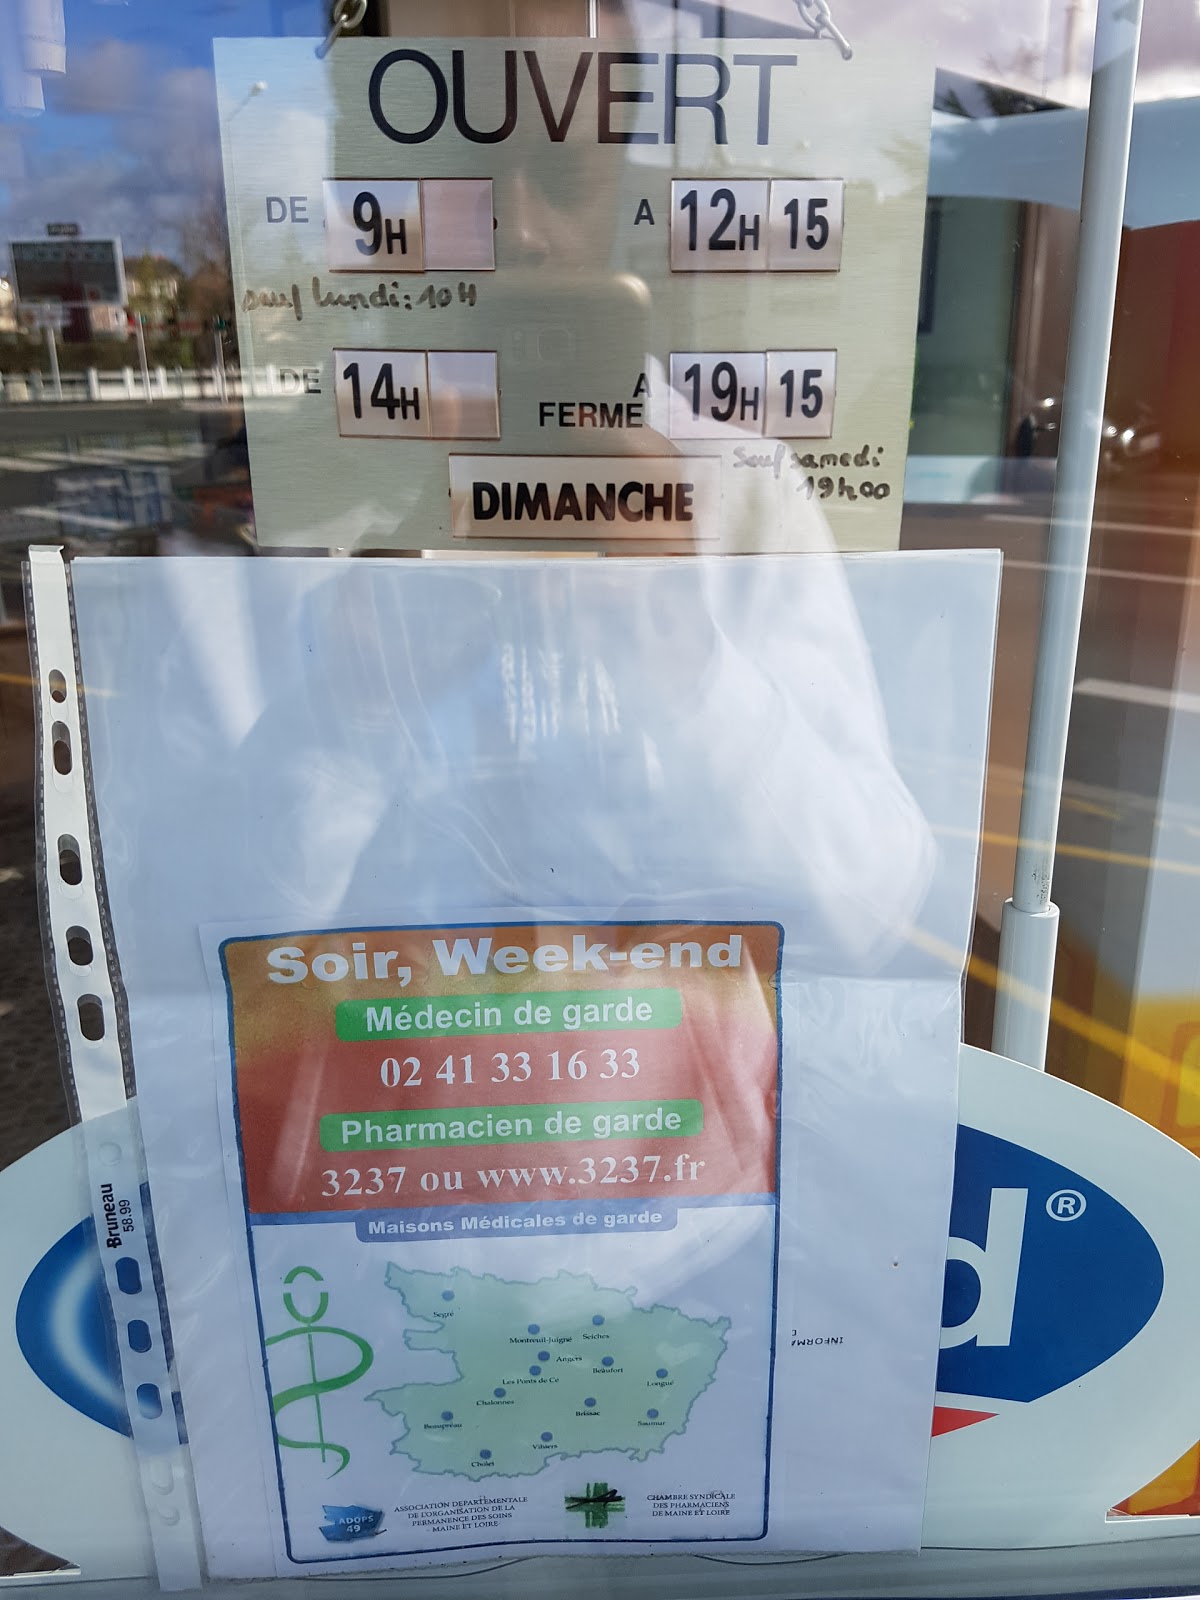 OUVERT
DE 9H A 12H 15
sauf lundi: 10H
DE 14H A 19H 15
FERME
sauf samedi
19h00
DIMANCHE
Soir, Week-end
Médecin de garde
02 41 33 16 33
Pharmacien de garde
3237 ou www.3237.fr
Maisons Médicales de garde
Segré
Montreuil-Juigné
Seiches
Angers
Beaufort
Les Ponts de Cé
Longué
Chalonnes
Brissac
Beaupréau
Saumur
Vihiers
Cholet
ADOPS
49
ASSOCIATION DEPARTEMENTALE
DE L'ORGANISATION DE LA
PERMANENCE DES SOINS
- MAINE ET LOIRE
CHAMBRE SYNDICALE
DES PHARMACIENS
DE MAINE ET LOIRE
Bruneau
58.99
d®